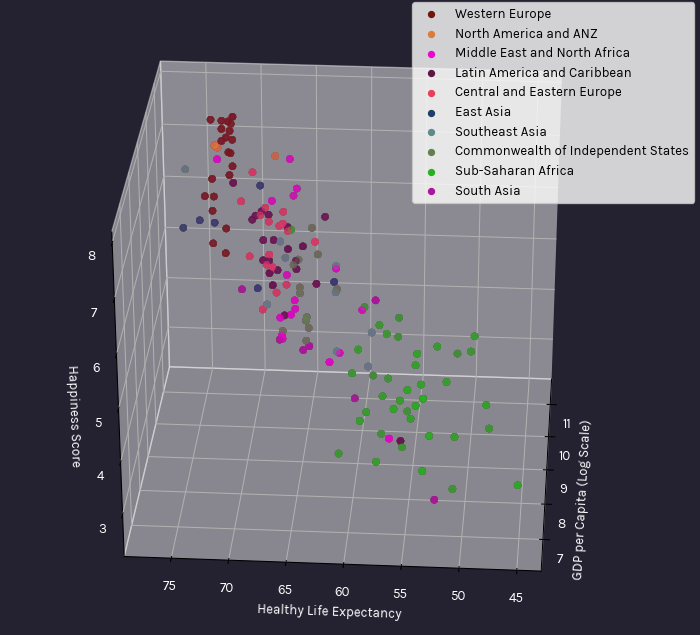 Western Europe
North America and ANZ
Middle East and North Africa
Latin America and Caribbean
Central and Eastern Europe
East Asia
Southeast Asia
Commonwealth of Independent States
Sub-Saharan Africa
South Asia
8
7
6
5
4
3
Happiness Score
75
70
65
60
55
50
45
Healthy Life Expectancy
11
10
9
8
7
GDP per Capita (Log Scale)